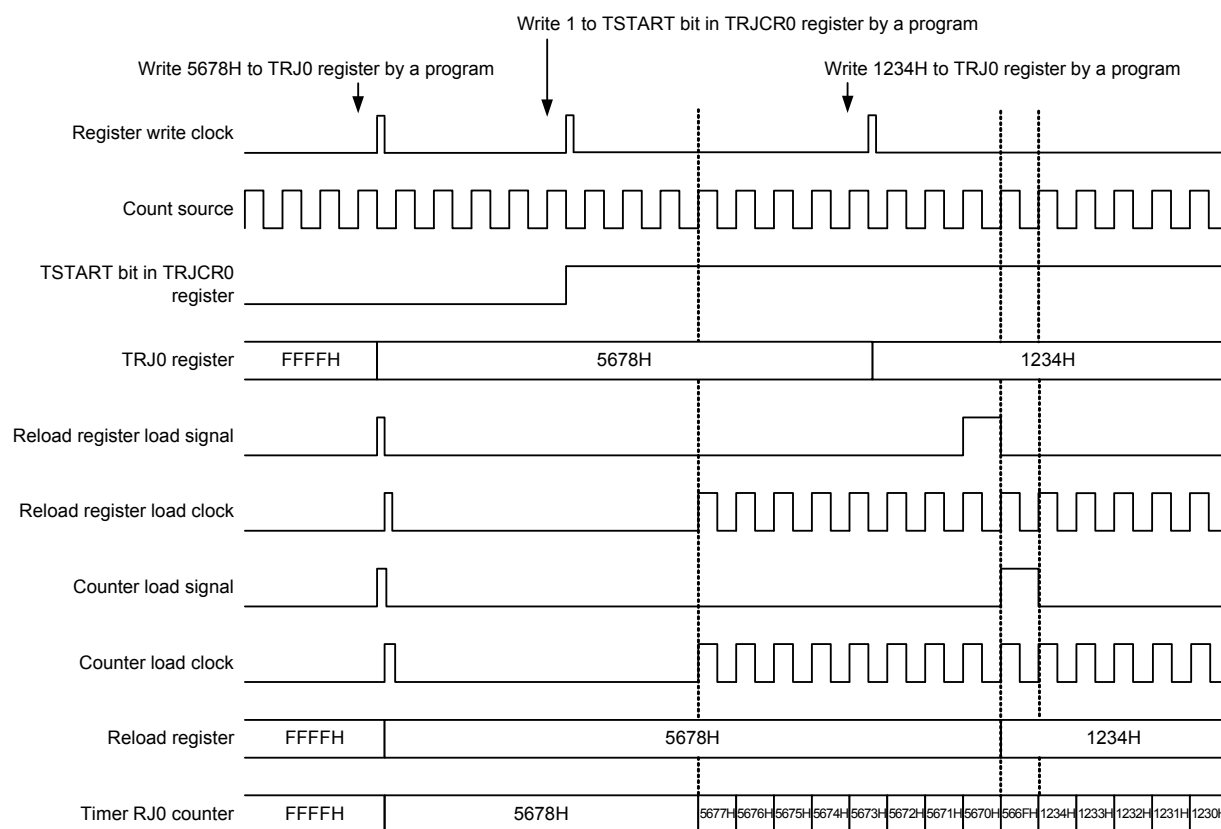 Write 1 to TSTART bit in TRJCR0 register by a program
Write 5678H to TRJ0 register by a program
Write 1234H to TRJ0 register by a program
Register write clock
Count source
TSTART bit in TRJCR0
register
TRJ0 register FFFFH 5678H 1234H
Reload register load signal
Reload register load clock
Counter load signal
Counter load clock
Reload register FFFFH 5678H 1234H
Timer RJ0 counter FFFFH 5678H 5677H 5676H 5675H 5674H 5673H 5672H 5671H 5670H 566FH 1234H 1233H 1232H 1231H 1230H